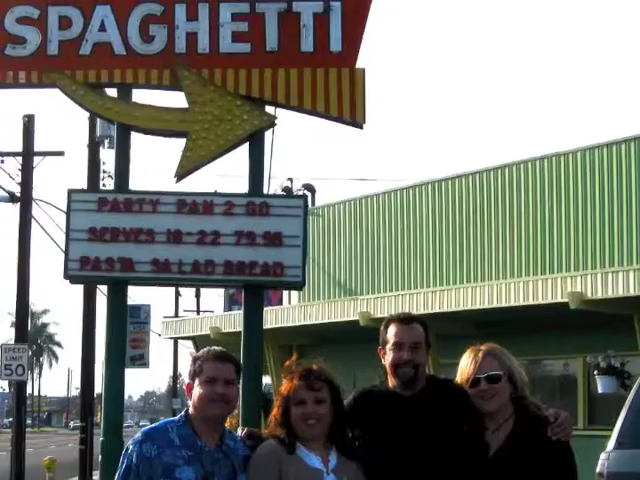 SPAGHETTI
PARTY PAN 2 GO
SERVES 18-22 79.95
PASTA SALAD BREAD
SPEED
LIMIT
50